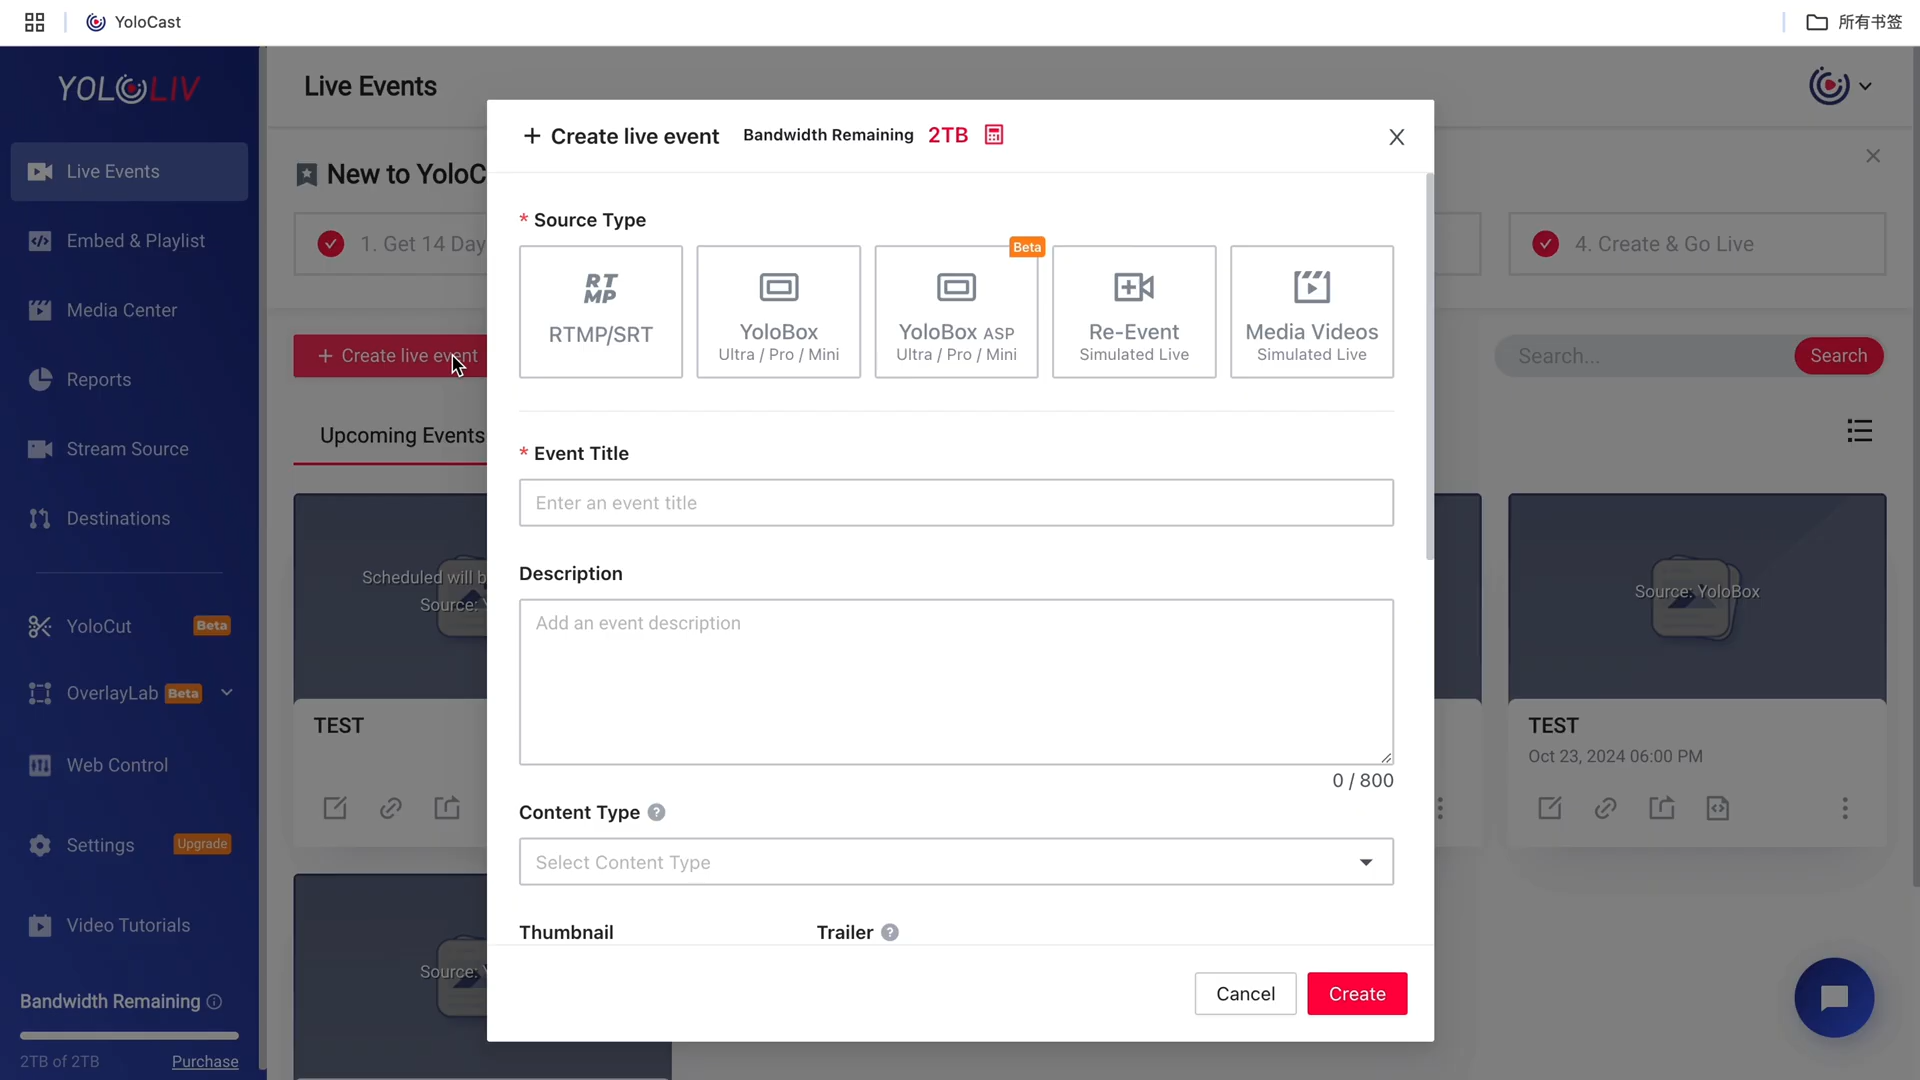 YoloCast
所有书签
YOLOLIV
Live Events
Embed & Playlist
Media Center
Reports
Stream Source
Destinations
YoloCut Beta
OverlayLab Beta
Web Control
Settings Upgrade
Video Tutorials
Bandwidth Remaining
2TB of 2TB Purchase
Live Events
New to YoloC
1. Get 14 Day
4. Create & Go Live
+ Create live event
Search... Search
Upcoming Events
Scheduled will b
Source: Y
TEST
Source: Y
Source: YoloBox
TEST
Oct 23, 2024 06:00 PM
+ Create live event Bandwidth Remaining 2TB
* Source Type
RTMP
RTMP/SRT
YoloBox
Ultra / Pro / Mini
Beta
YoloBox ASP
Ultra / Pro / Mini
Re-Event
Simulated Live
Media Videos
Simulated Live
* Event Title
Enter an event title
Description
Add an event description
0 / 800
Content Type ?
Select Content Type
Thumbnail Trailer ?
Cancel Create